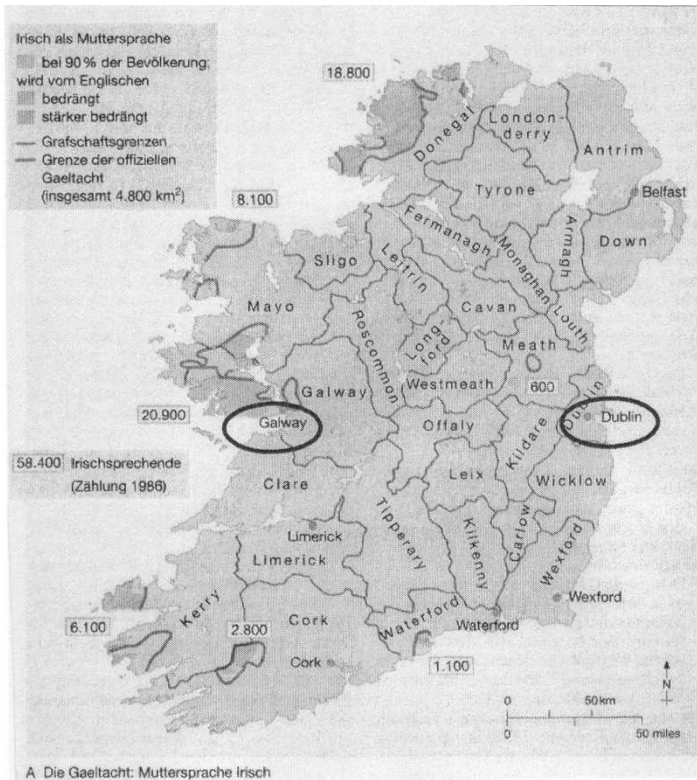 Irisch als Muttersprache
bei 90 % der Bevölkerung;
wird vom Englischen
bedrängt
stärker bedrängt
Grafschaftsgrenzen
Grenze der offiziellen
Gaeltacht
(insgesamt 4.800 km²)
18.800
Donegal
London-
derry
Antrim
Tyrone
Belfast
8.100
Fermanagh
Armagh
Down
Sligo
Leitrin
Monaghan
Mayo
Cavan
Louth
Roscommon
Long-
ford
Meath
Galway
Westmeath
600
Dublin
20.900
Galway
Offaly
Kildare
Dublin
58.400 Irischsprechende
(Zählung 1986)
Clare
Leix
Wicklow
Tipperary
Kilkenny
Carlow
Limerick
Limerick
Wexford
Kerry
Wexford
6.100
2.800
Cork
Waterford
Waterford
Cork
1.100
N
0 50 km
0 50 miles
A Die Gaeltacht: Muttersprache Irisch